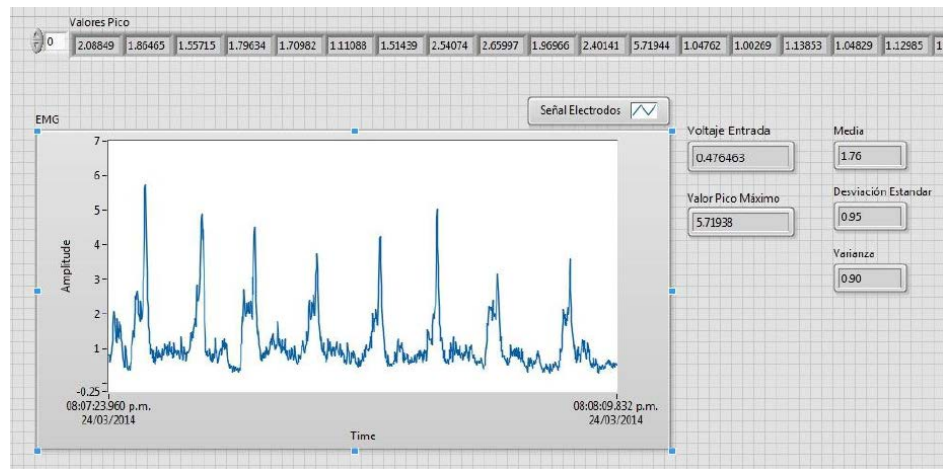 Valores Pico
0 2.08849 1.86465 1.55715 1.79634 1.70982 1.11088 1.51439 2.54074 2.65997 1.96966 2.40141 5.71944 1.04762 1.00269 1.13853 1.04829 1.12985 1
Señal Electrodos
EMG
Voltaje Entrada
0.476463
Media
1.76
Valor Pico Máximo
5.71938
Desviación Estandar
0.95
Varianza
0.90
Amplitude
7
6
5
4
3
2
1
-0.25
08:07:23.960 p.m.
24/03/2014
08:08:09.832 p.m.
24/03/2014
Time